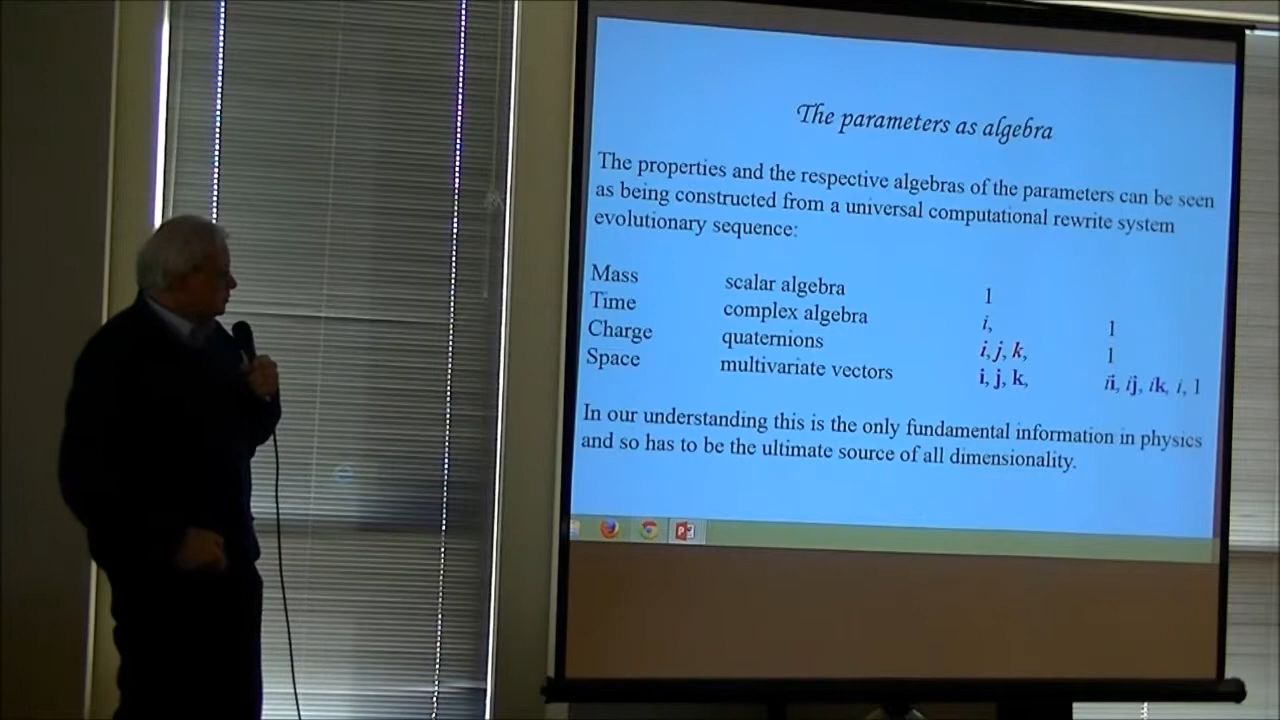 The parameters as algebra
The properties and the respective algebras of the parameters can be seen
as being constructed from a universal computational rewrite system
evolutionary sequence:
Mass scalar algebra 1
Time complex algebra i, 1
Charge quaternions i, j, k, 1
Space multivariate vectors i, j, k, ii, ij, ik, i, 1
In our understanding this is the only fundamental information in physics
and so has to be the ultimate source of all dimensionality.